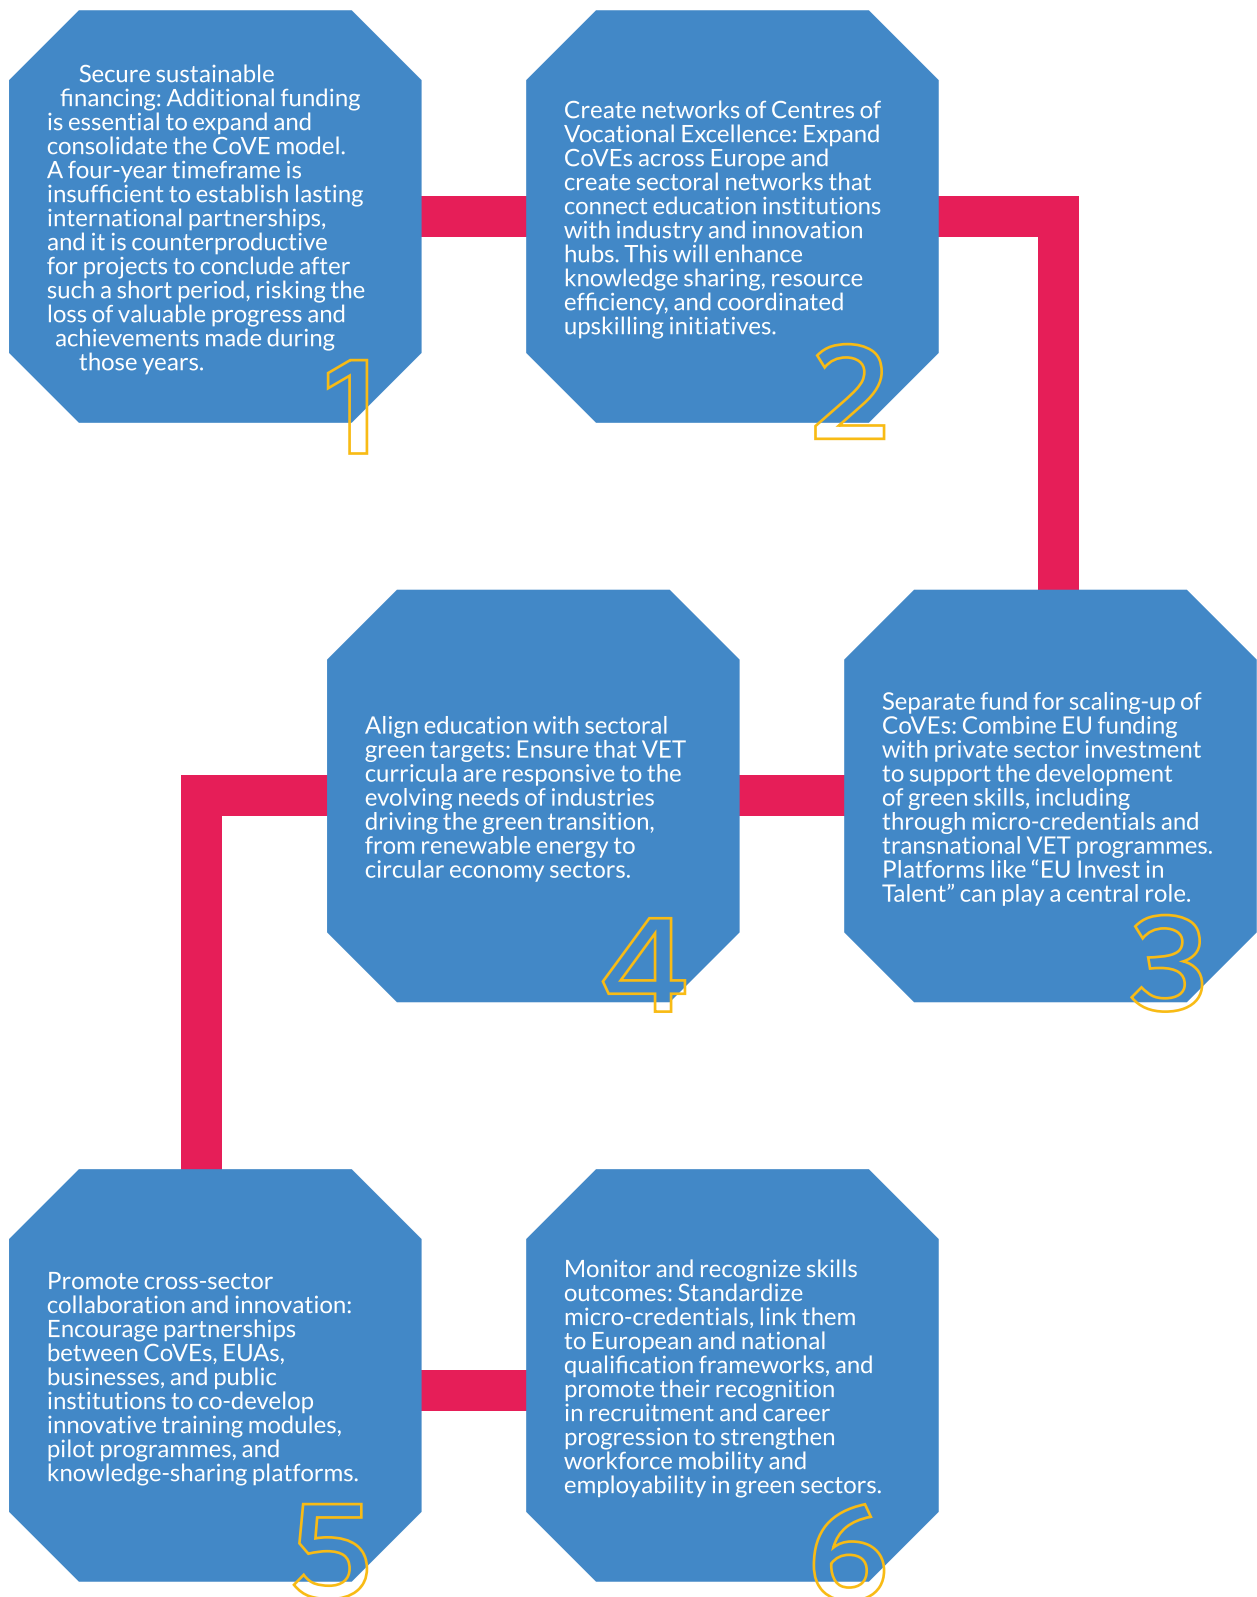 Secure sustainable
financing: Additional funding
is essential to expand and
consolidate the CoVE model.
A four-year timeframe is
insufficient to establish lasting
international partnerships,
and it is counterproductive
for projects to conclude after
such a short period, risking the
loss of valuable progress and
achievements made during
those years.
1
Create networks of Centres of
Vocational Excellence: Expand
CoVEs across Europe and
create sectoral networks that
connect education institutions
with industry and innovation
hubs. This will enhance
knowledge sharing, resource
efficiency, and coordinated
upskilling initiatives.
2
Separate fund for scaling-up of
CoVEs: Combine EU funding
with private sector investment
to support the development
of green skills, including
through micro-credentials and
transnational VET programmes.
Platforms like “EU Invest in
Talent” can play a central role.
3
Align education with sectoral
green targets: Ensure that VET
curricula are responsive to the
evolving needs of industries
driving the green transition,
from renewable energy to
circular economy sectors.
4
Promote cross-sector
collaboration and innovation:
Encourage partnerships
between CoVEs, EUAs,
businesses, and public
institutions to co-develop
innovative training modules,
pilot programmes, and
knowledge-sharing platforms.
5
Monitor and recognize skills
outcomes: Standardize
micro-credentials, link them
to European and national
qualification frameworks, and
promote their recognition
in recruitment and career
progression to strengthen
workforce mobility and
employability in green sectors.
6